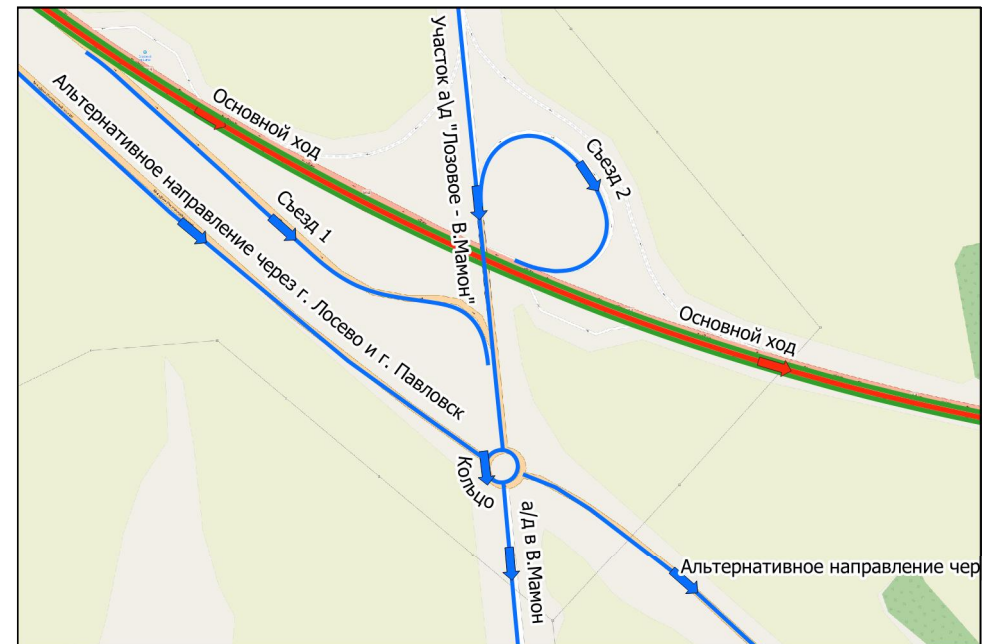 Участок а\д "Лозовое - В.Мамон"
Основной ход
Съезд 2
Альтернативное направление через г. Лосево и г. Павловск
Съезд 1
Основной ход
Кольцо
а/д в В.Мамон
Альтернативное направление чер